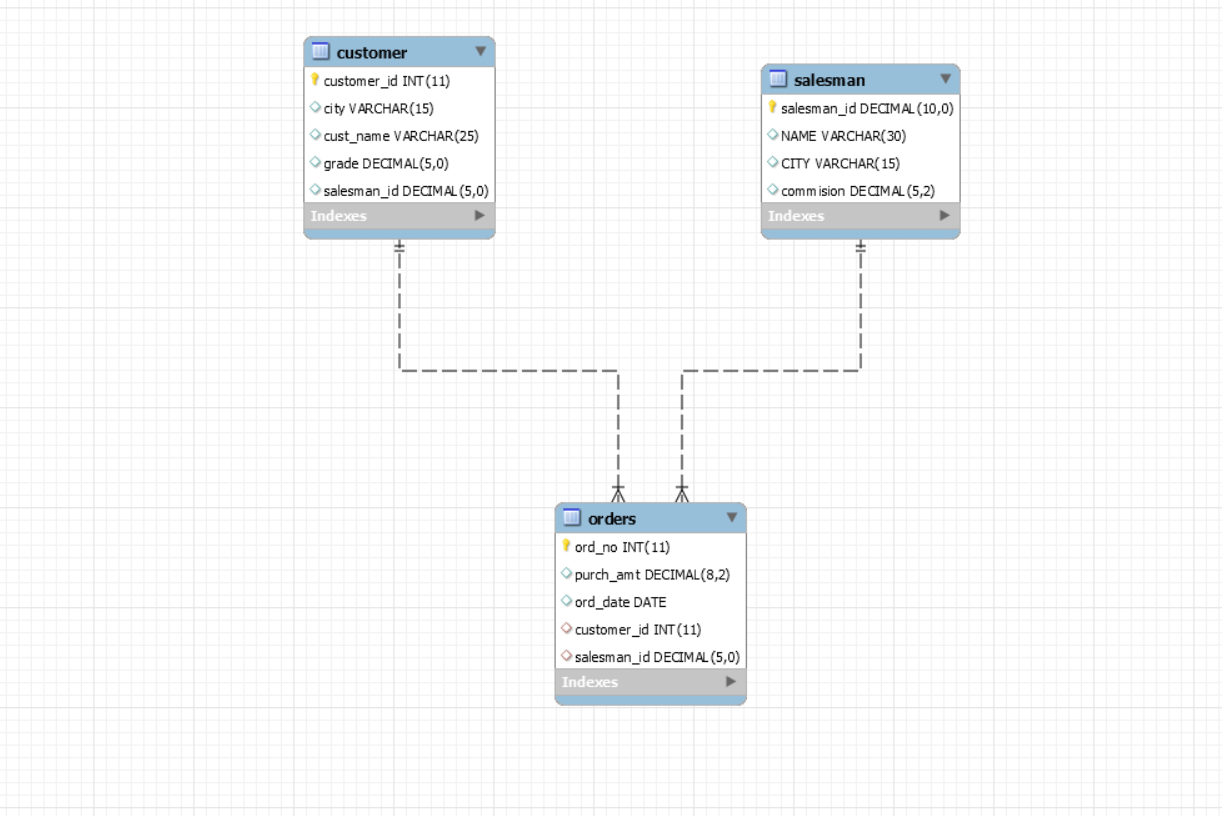 customer
customer_id INT(11)
city VARCHAR(15)
cust_name VARCHAR(25)
grade DECIMAL(5,0)
salesman_id DECIMAL(5,0)
Indexes
salesman
salesman_id DECIMAL(10,0)
NAME VARCHAR(30)
CITY VARCHAR(15)
commision DECIMAL(5,2)
Indexes
orders
ord_no INT(11)
purch_amt DECIMAL(8,2)
ord_date DATE
customer_id INT(11)
salesman_id DECIMAL(5,0)
Indexes